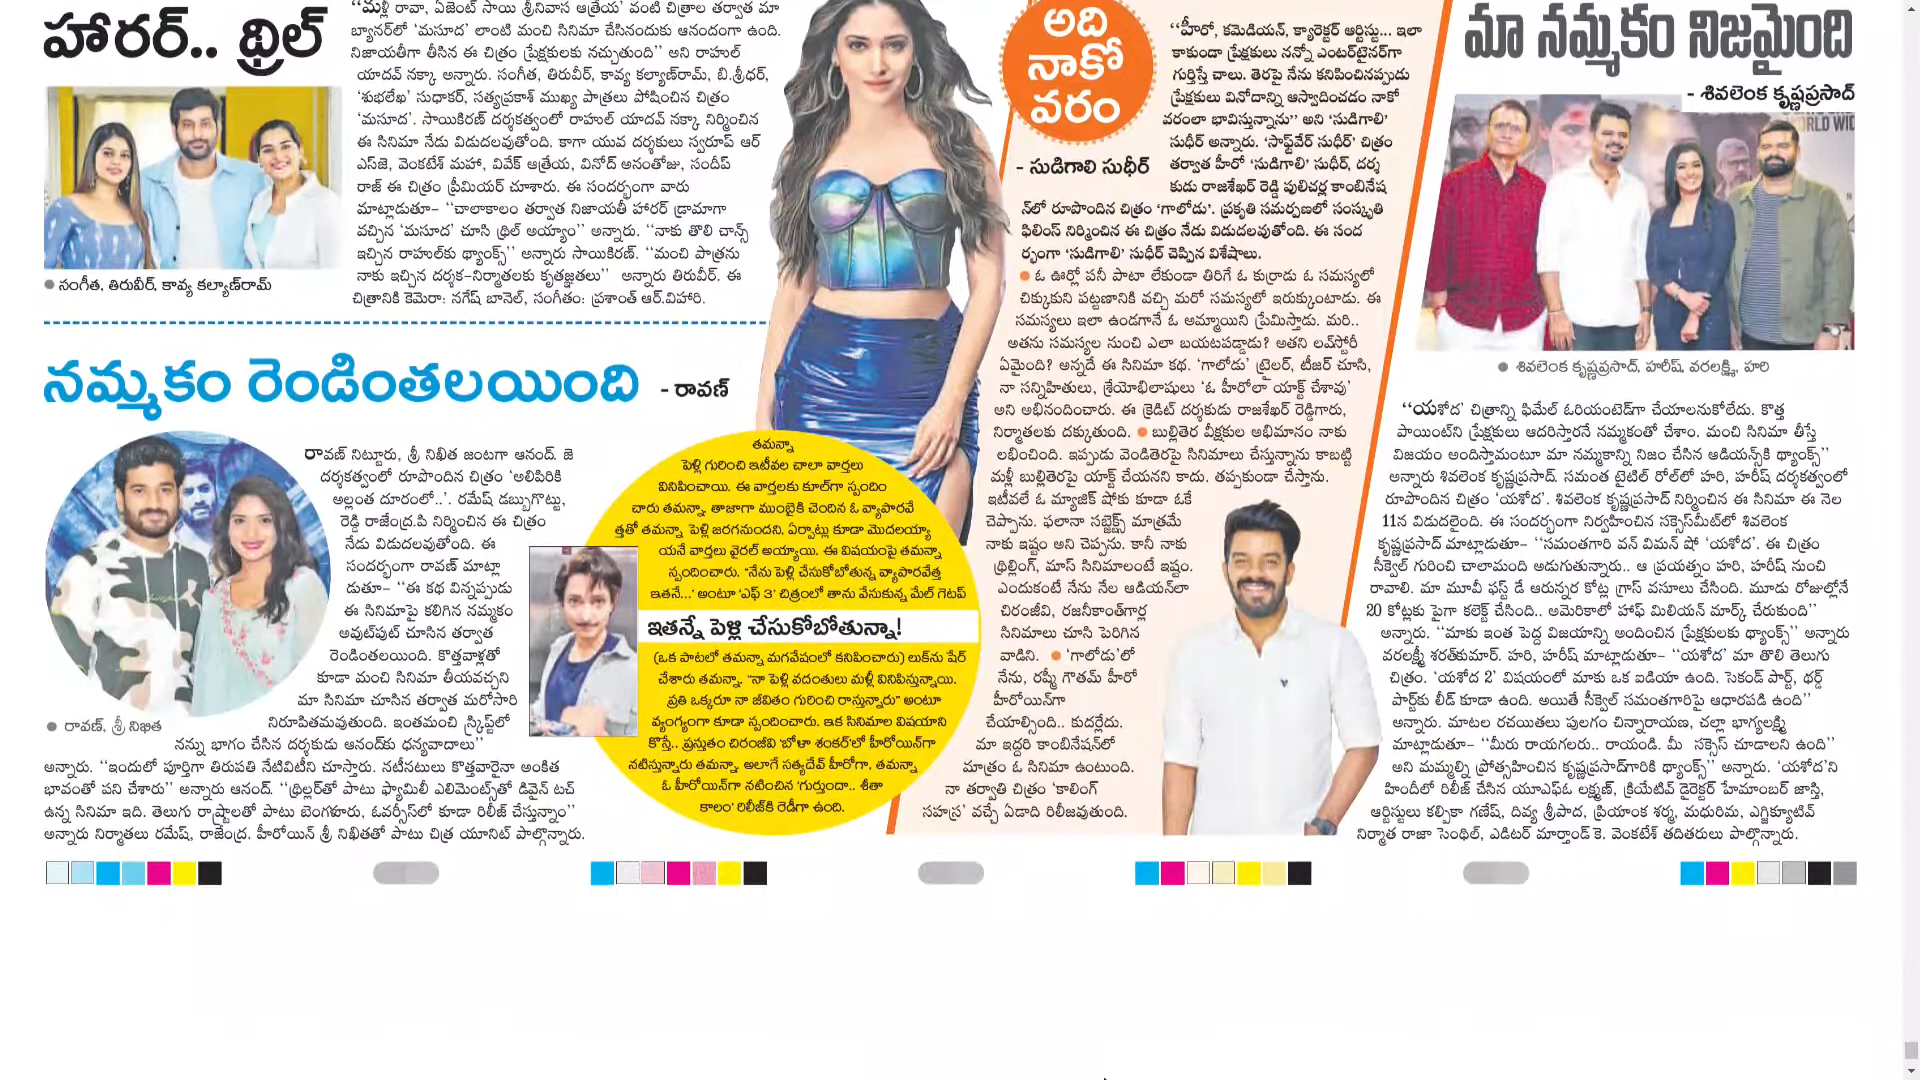 హారర్.. థ్రిల్
● సంగీత, తిరువీర్, కావ్య కల్యాణ్‌రామ్
‘‘మళ్లీ రావా, ఏజెంట్ సాయి శ్రీనివాస ఆత్రేయ’ వంటి చిత్రాల తర్వాత మా
బ్యానర్‌లో ‘మసూద’ లాంటి మంచి సినిమా చేసినందుకు ఆనందంగా ఉంది.
నిజాయతీగా తీసిన ఈ చిత్రం ప్రేక్షకులకు నచ్చుతుంది’’ అని రాహుల్
యాదవ్ నక్కా అన్నారు. సంగీత, తిరువీర్, కావ్య కల్యాణ్‌రామ్, బి.శ్రీధర్,
‘శుభలేఖ’ సుధాకర్, సత్యప్రకాశ్ ముఖ్య పాత్రలు పోషించిన చిత్రం
‘మసూద’. సాయికిరణ్ దర్శకత్వంలో రాహుల్ యాదవ్ నక్కా నిర్మించిన
ఈ సినిమా నేడు విడుదలవుతోంది. కాగా యువ దర్శకులు స్వరూప్ ఆర్
ఎస్‌జె, వెంకటేశ్ మహా, వివేక్ ఆత్రేయ, వినోద్ అనంతోజు, సందీప్
రాజ్ ఈ చిత్రం ప్రీమియర్ చూశారు. ఈ సందర్భంగా వారు
మాట్లాడుతూ– ‘‘చాలాకాలం తర్వాత నిజాయతీ హారర్ డ్రామాగా
వచ్చిన ‘మసూద’ చూసి థ్రిల్ అయ్యాం’’ అన్నారు. ‘‘నాకు తొలి చాన్స్
ఇచ్చిన రాహుల్‌కు థ్యాంక్స్’’ అన్నారు సాయికిరణ్. ‘‘మంచి పాత్రను
నాకు ఇచ్చిన దర్శక-నిర్మాతలకు కృతజ్ఞతలు’’ అన్నారు తిరువీర్. ఈ
చిత్రానికి కెమెరా: నగేష్ బానెల్, సంగీతం: ప్రశాంత్ ఆర్.విహారి.
నమ్మకం రెండింతలయింది
- రావణ్
● రావణ్, శ్రీ నిఖిత
రావణ్ నిట్టూరు, శ్రీ నిఖిత జంటగా ఆనంద్. జె
దర్శకత్వంలో రూపొందిన చిత్రం ‘అలిపిరికి
అల్లంత దూరంలో..’. రమేష్ డబ్బుగొట్టు,
రెడ్డి రాజేంద్ర.పి నిర్మించిన ఈ చిత్రం
నేడు విడుదలవుతోంది. ఈ
సందర్భంగా రావణ్ మాట్లా
డుతూ– ‘‘ఈ కథ విన్నప్పుడు
ఈ సినిమాపై కలిగిన నమ్మకం
అవుట్‌పుట్ చూసిన తర్వాత
రెండింతలయింది. కొత్తవాళ్లతో
కూడా మంచి సినిమా తీయవచ్చని
మా సినిమా చూసిన తర్వాత మరోసారి
నిరూపితమవుతుంది. ఇంతమంచి స్క్రిప్ట్‌లో
నన్ను భాగం చేసిన దర్శకుడు ఆనంద్‌కు ధన్యవాదాలు’’
అన్నారు. ‘‘ఇందులో పూర్తిగా తిరుపతి నేటివిటీని చూస్తారు. నటీనటులు కొత్తవారైనా అంకిత
భావంతో పని చేశారు’’ అన్నారు ఆనంద్. ‘‘థ్రిల్లర్‌తో పాటు ఫ్యామిలీ ఎలిమెంట్స్‌తో డివైన్ టచ్
ఉన్న సినిమా ఇది. తెలుగు రాష్ట్రాలతో పాటు బెంగళూరు, ఓవర్సీస్‌లో కూడా రిలీజ్ చేస్తున్నాం’’
అన్నారు నిర్మాతలు రమేష్, రాజేంద్ర. హీరోయిన్ శ్రీ నిఖితతో పాటు చిత్ర యూనిట్ పాల్గొన్నారు.
తమన్నా
పెళ్లి గురించి ఇటీవల చాలా వార్తలు
వినిపించాయి. ఈ వార్తలకు కూల్‌గా స్పందిం
చారు తమన్నా. తాజాగా ముంబైకి చెందిన ఓ వ్యాపారవే
త్తతో తమన్నా పెళ్లి జరగనుందని, ఏర్పాట్లు కూడా మొదలయ్యా
యనే వార్తలు వైరల్ అయ్యాయి. ఈ విషయంపై తమన్నా
స్పందించారు. ‘‘నేను పెళ్లి చేసుకోబోతున్న వ్యాపారవేత్త
ఇతనే...’ అంటూ ‘ఎఫ్ 3’ చిత్రంలో తాను వేసుకున్న మేల్ గెటప్
ఇతన్నే పెళ్లి చేసుకోబోతున్నా!
(ఒక పాటలో తమన్నా మగవేషంలో కనిపించారు) లుక్‌ను షేర్
చేశారు తమన్నా. ‘‘నా పెళ్లి వదంతులు మళ్లీ వినిపిస్తున్నాయి.
ప్రతి ఒక్కరూ నా జీవితం గురించి రాస్తున్నారు’’ అంటూ
వ్యంగ్యంగా కూడా స్పందించారు. ఇక సినిమాల విషయాని
కొస్తే.. ప్రస్తుతం చిరంజీవి ‘బోళా శంకర్’లో హీరోయిన్‌గా
నటిస్తున్నారు తమన్నా. అలాగే సత్యదేవ్ హీరోగా, తమన్నా
ఓ హీరోయిన్‌గా నటించిన ‘గుర్తుందా.. శీతా
కాలం’ రిలీజ్‌కి రెడీగా ఉంది.
అది
నాకో
వరం
- సుడిగాలి సుధీర్
‘‘హీరో, కమెడియన్, క్యారెక్టర్ ఆర్టిస్టు... ఇలా
కాకుండా ప్రేక్షకులు నన్నో ఎంటర్‌టైనర్‌గా
గుర్తిస్తే చాలు. తెరపై నేను కనిపించినప్పుడు
ప్రేక్షకులు వినోదాన్ని ఆస్వాదించడం నాకో
వరంలా భావిస్తున్నాను’’ అని ‘సుడిగాలి’
సుధీర్ అన్నారు. ‘సాఫ్ట్‌వేర్ సుధీర్’ చిత్రం
తర్వాత హీరో ‘సుడిగాలి’ సుధీర్, దర్శ
కుడు రాజశేఖర్ రెడ్డి పులిచర్ల కాంబినేష
న్‌లో రూపొందిన చిత్రం ‘గాలోడు’. ప్రకృతి సమర్పణలో సంస్కృతి
ఫిలింస్ నిర్మించిన ఈ చిత్రం నేడు విడుదలవుతోంది. ఈ సంద
ర్భంగా ‘సుడిగాలి’ సుధీర్ చెప్పిన విశేషాలు.
● ఓ ఊర్లో పనీ పాటా లేకుండా తిరిగే ఓ కుర్రాడు ఓ సమస్యలో
చిక్కుకుని పట్టణానికి వచ్చి మరో సమస్యలో ఇరుక్కుంటాడు. ఈ
సమస్యలు ఇలా ఉండగానే ఓ అమ్మాయిని ప్రేమిస్తాడు. మరి..
అతను సమస్యల నుంచి ఎలా బయటపడ్డాడు? అతని లవ్‌స్టోరీ
ఏమైంది? అన్నదే ఈ సినిమా కథ. ‘గాలోడు’ ట్రైలర్, టీజర్ చూసి,
నా సన్నిహితులు, శ్రేయోభిలాషులు ‘ఓ హీరోలా యాక్ట్ చేశావు’
అని అభినందించారు. ఈ క్రెడిట్ దర్శకుడు రాజశేఖర్ రెడ్డిగారు,
నిర్మాతలకు దక్కుతుంది. ● బుల్లితెర వీక్షకుల అభిమానం నాకు
లభించింది. ఇప్పుడు వెండితెరపై సినిమాలు చేస్తున్నాను కాబట్టి
మళ్లీ బుల్లితెరపై యాక్ట్ చేయనని కాదు. తప్పకుండా చేస్తాను.
ఇటీవలే ఓ మ్యాజిక్ షోకు కూడా ఓకే
చెప్పాను. ఫలానా సబ్జెక్ట్స్ మాత్రమే
నాకు ఇష్టం అని చెప్పను. కానీ నాకు
థ్రిల్లింగ్, మాస్ సినిమాలంటే ఇష్టం.
ఎందుకంటే నేను నేల ఆడియన్‌లా
చిరంజీవి, రజనీకాంత్‌గార్ల
సినిమాలు చూసి పెరిగిన
వాడిని. ● ‘గాలోడు’లో
నేను, రష్మీ గౌతమ్ హీరో
హీరోయిన్‌గా
చేయాల్సింది.. కుదర్లేదు.
మా ఇద్దరి కాంబినేషన్‌లో
మాత్రం ఓ సినిమా ఉంటుంది.
నా తర్వాతి చిత్రం ‘కాలింగ్
సహస్ర’ వచ్చే ఏడాది రిలీజవుతుంది.
మా నమ్మకం నిజమైంది
- శివలెంక కృష్ణప్రసాద్
● శివలెంక కృష్ణప్రసాద్, హరీష్, వరలక్ష్మి, హరి
‘‘యశోద’ చిత్రాన్ని ఫిమేల్ ఓరియంటెడ్‌గా చేయాలనుకోలేదు. కొత్త
పాయింట్‌ని ప్రేక్షకులు ఆదరిస్తారనే నమ్మకంతో చేశాం. మంచి సినిమా తీస్తే
విజయం అందిస్తామంటూ మా నమ్మకాన్ని నిజం చేసిన ఆడియన్స్‌కి థ్యాంక్స్’’
అన్నారు శివలెంక కృష్ణప్రసాద్. సమంత టైటిల్ రోల్‌లో హరి, హరీష్ దర్శకత్వంలో
రూపొందిన చిత్రం ‘యశోద’. శివలెంక కృష్ణప్రసాద్ నిర్మించిన ఈ సినిమా ఈ నెల
11న విడుదలైంది. ఈ సందర్భంగా నిర్వహించిన సక్సెస్‌మీట్‌లో శివలెంక
కృష్ణప్రసాద్ మాట్లాడుతూ– ‘‘సమంతగారి వన్ విమన్ షో ‘యశోద’. ఈ చిత్రం
సీక్వెల్ గురించి చాలామంది అడుగుతున్నారు.. ఆ ప్రయత్నం హరి, హరీష్ నుంచి
రావాలి. మా మూవీ ఫస్ట్ డే ఆరున్నర కోట్ల గ్రాస్ వసూలు చేసింది. మూడు రోజుల్లోనే
20 కోట్లకు పైగా కలెక్ట్ చేసింది.. అమెరికాలో హాఫ్ మిలియన్ మార్క్ చేరుకుంది’’
అన్నారు. ‘‘మాకు ఇంత పెద్ద విజయాన్ని అందించిన ప్రేక్షకులకు థ్యాంక్స్’’ అన్నారు
వరలక్ష్మీ శరత్‌కుమార్. హరి, హరీష్ మాట్లాడుతూ– ‘‘యశోద’ మా తొలి తెలుగు
చిత్రం. ‘యశోద 2’ విషయంలో మాకు ఒక ఐడియా ఉంది. సెకండ్ పార్ట్, థర్డ్
పార్ట్‌కు లీడ్ కూడా ఉంది. అయితే సీక్వెల్ సమంతగారిపై ఆధారపడి ఉంది’’
అన్నారు. మాటల రచయితలు పులగం చిన్నారాయణ, చల్లా భాగ్యలక్ష్మి
మాట్లాడుతూ– ‘‘మీరు రాయగలరు.. రాయండి. మీ సక్సెస్ చూడాలని ఉంది’’
అని మమ్మల్ని ప్రోత్సహించిన కృష్ణప్రసాద్‌గారికి థ్యాంక్స్’’ అన్నారు. ‘యశోద’ని
హిందీలో రిలీజ్ చేసిన యూఎఫ్ఓ లక్ష్మణ్, క్రియేటివ్ డైరెక్టర్ హేమాంబర్ జాస్తి,
ఆర్టిస్టులు కల్పికా గణేష్, దివ్య శ్రీపాద, ప్రియాంక శర్మ, మధురిమ, ఎగ్జిక్యూటివ్
నిర్మాత రాజా సెంథిల్, ఎడిటర్ మార్తాండ్ కె. వెంకటేశ్ తదితరులు పాల్గొన్నారు.